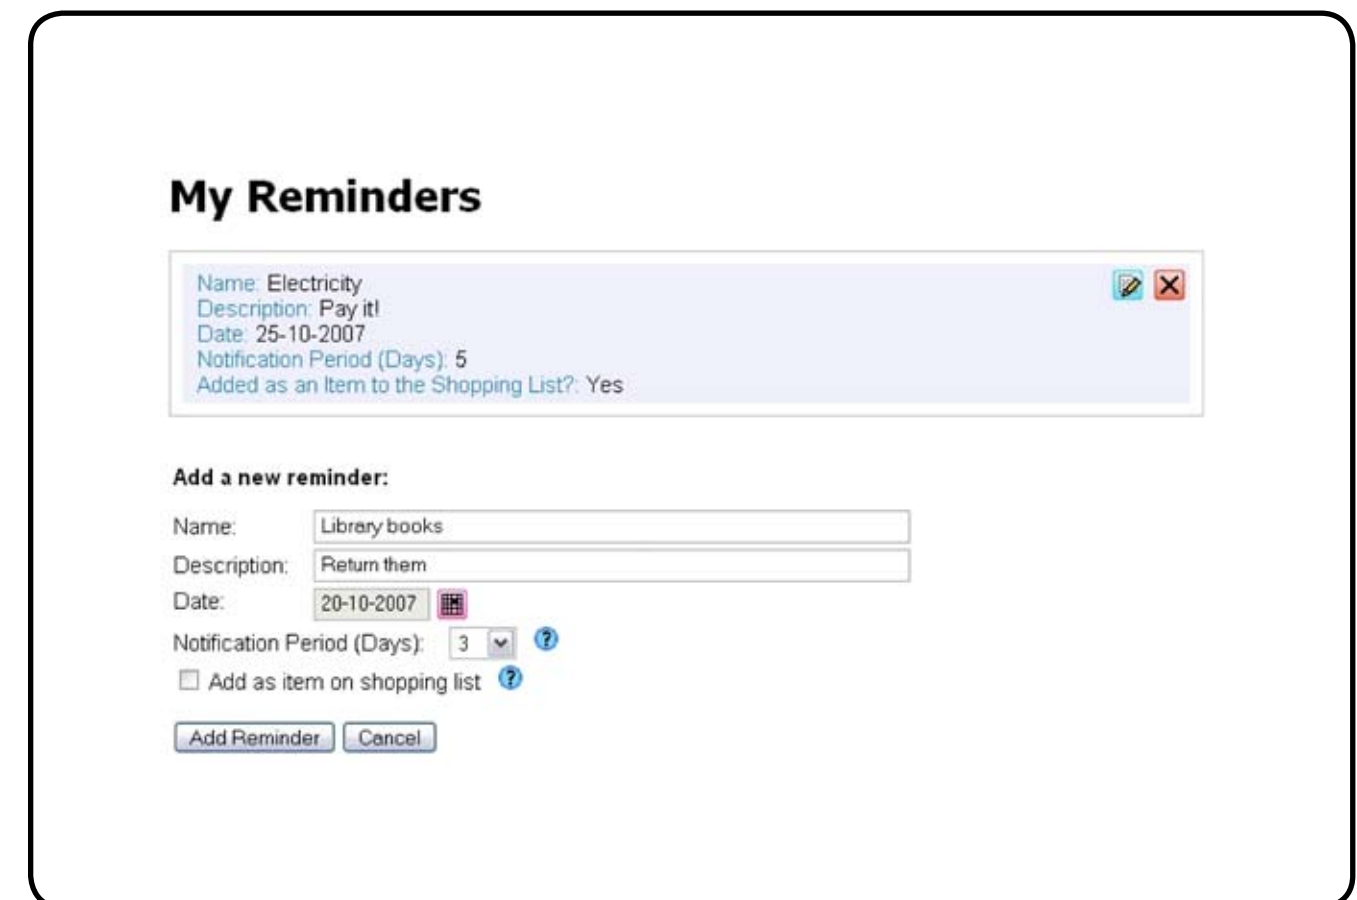 My Reminders
Name: Electricity
Description: Pay it!
Date: 25-10-2007
Notification Period (Days): 5
Added as an Item to the Shopping List?: Yes
Add a new reminder:
Name: Library books
Description: Return them
Date: 20-10-2007
Notification Period (Days): 3 ?
Add as item on shopping list ?
Add Reminder Cancel